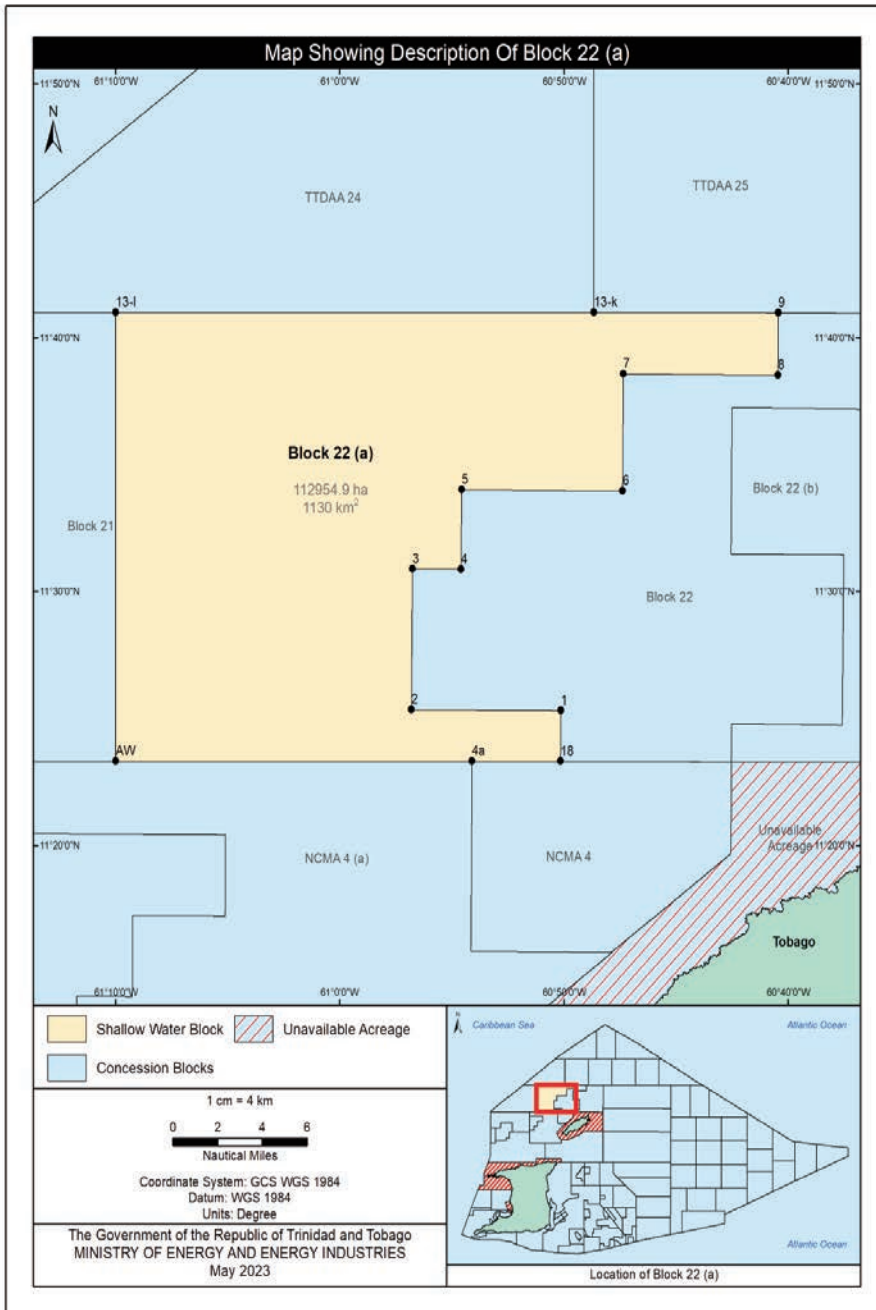 Map Showing Description Of Block 22 (a)
61°10'0"W 61°0'0"W 60°50'0"W 60°40'0"W
11°50'0"N 11°50'0"N
N
TTDAA 24
TTDAA 25
13-l 13-k 9
11°40'0"N 11°40'0"N
7 8
Block 22 (a)
112954.9 ha
1130 km²
5 6
Block 22 (b)
Block 21
3 4
11°30'0"N 11°30'0"N
Block 22
2 1
AW 4a 18
Unavailable
Acreage
11°20'0"N 11°20'0"N
NCMA 4 (a)
NCMA 4
Tobago
61°10'0"W 61°0'0"W 60°50'0"W 60°40'0"W
Shallow Water Block
Unavailable Acreage
Concession Blocks
1 cm = 4 km
0 2 4 6
Nautical Miles
Coordinate System: GCS WGS 1984
Datum: WGS 1984
Units: Degree
The Government of the Republic of Trinidad and Tobago
MINISTRY OF ENERGY AND ENERGY INDUSTRIES
May 2023
N
Caribbean Sea
Atlantic Ocean
Atlantic Ocean
Location of Block 22 (a)